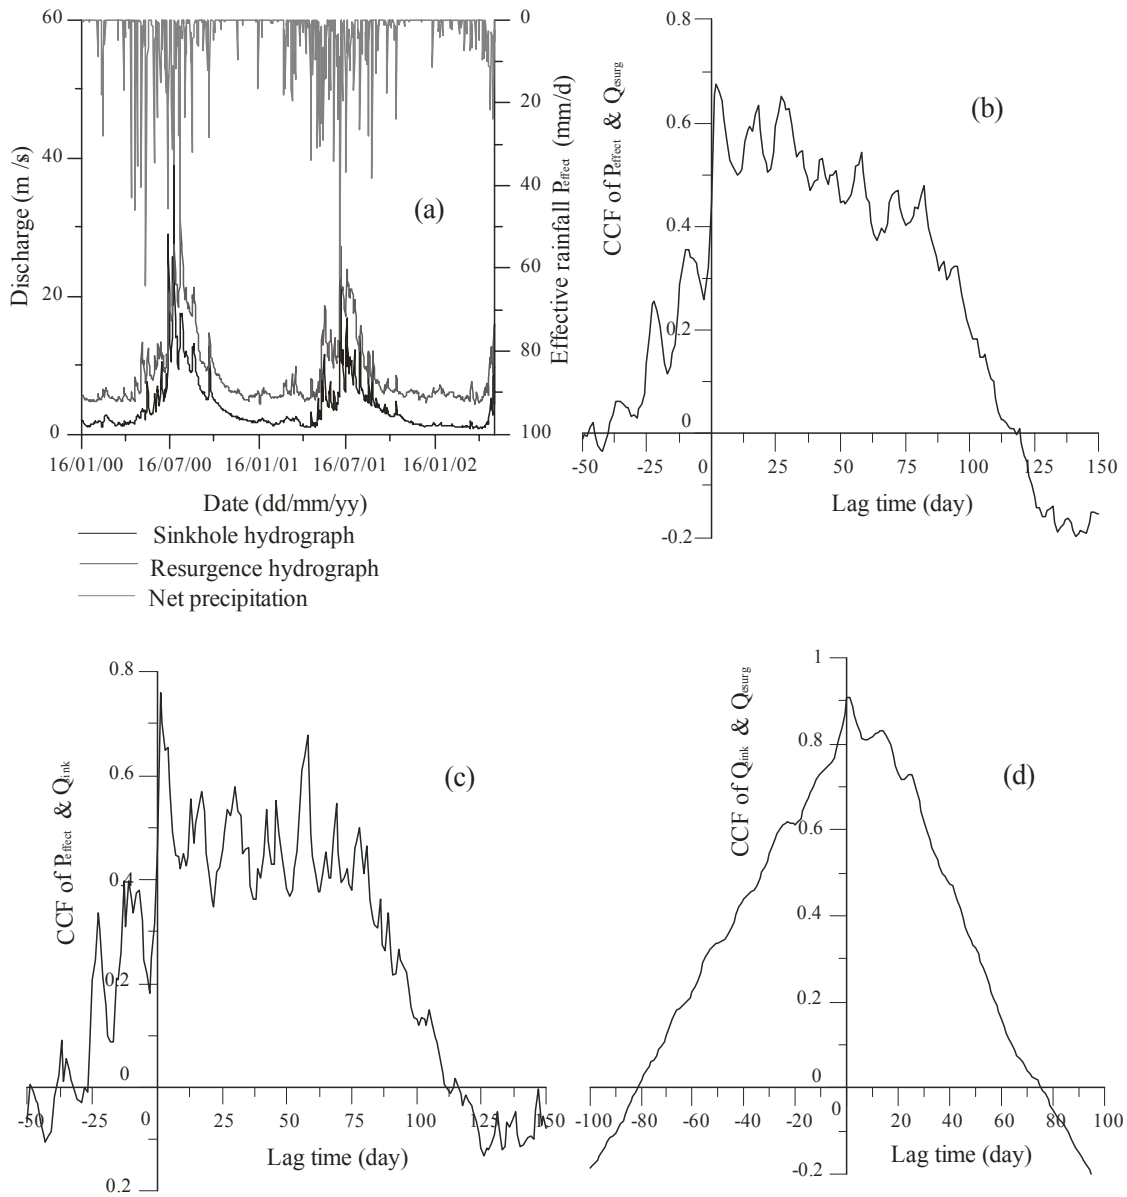 60
40
20
0
Discharge (m /s)
0
20
40
60
80
100
Effective rainfall Peffect (mm/d)
(a)
16/01/00 16/07/00 16/01/01 16/07/01 16/01/02
Date (dd/mm/yy)
Sinkhole hydrograph
Resurgence hydrograph
Net precipitation
0.8
0.6
0.4
0.2
0
-0.2
CCF of Peffect & Qresurg
(b)
-50 -25 0 25 50 75 100 125 150
Lag time (day)
0.8
0.6
0.4
0.2
0
0.2
CCF of Peffect & Qsink
(c)
-50 -25 0 25 50 75 100 125 150
Lag time (day)
1
0.8
0.6
0.4
0.2
0
-0.2
CCF of Qsink & Qresurg
(d)
-100 -80 -60 -40 -20 0 20 40 60 80 100
Lag time (day)